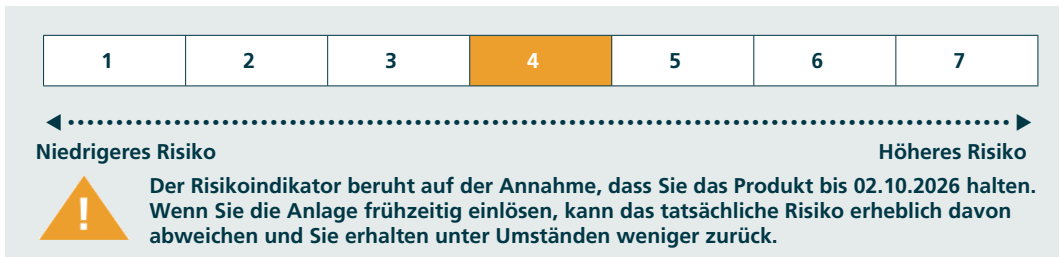 1 2 3 4 5 6 7
Niedrigeres Risiko Höheres Risiko
Der Risikoindikator beruht auf der Annahme, dass Sie das Produkt bis 02.10.2026 halten.
Wenn Sie die Anlage frühzeitig einlösen, kann das tatsächliche Risiko erheblich davon
abweichen und Sie erhalten unter Umständen weniger zurück.